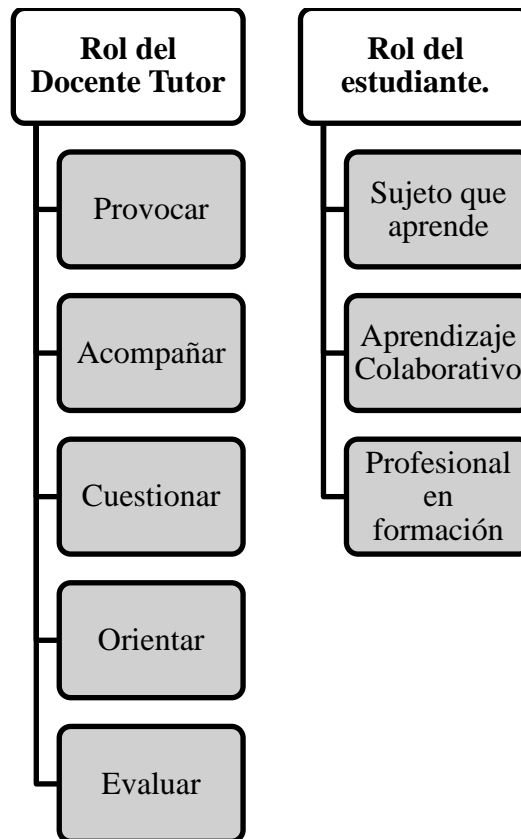 Rol del
Docente Tutor
Provocar
Acompañar
Cuestionar
Orientar
Evaluar
Rol del
estudiante.
Sujeto que
aprende
Aprendizaje
Colaborativo
Profesional
en
formación